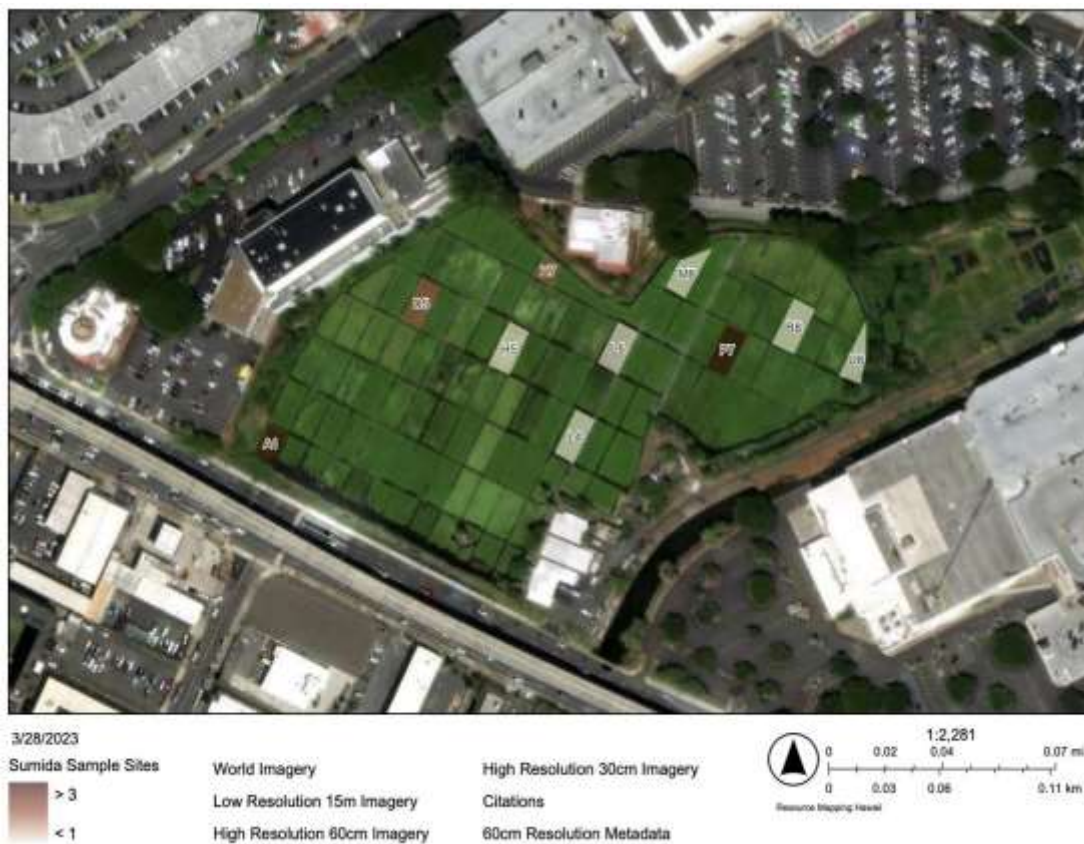 A1
3/28/2023
Sumida Sample Sites
> 3
< 1
World Imagery
Low Resolution 15m Imagery
High Resolution 60cm Imagery
High Resolution 30cm Imagery
Citations
60cm Resolution Metadata
1:2,281
0 0.02 0.04 0.07 mi
0 0.03 0.06 0.11 km
Resource Mapping Hawaii